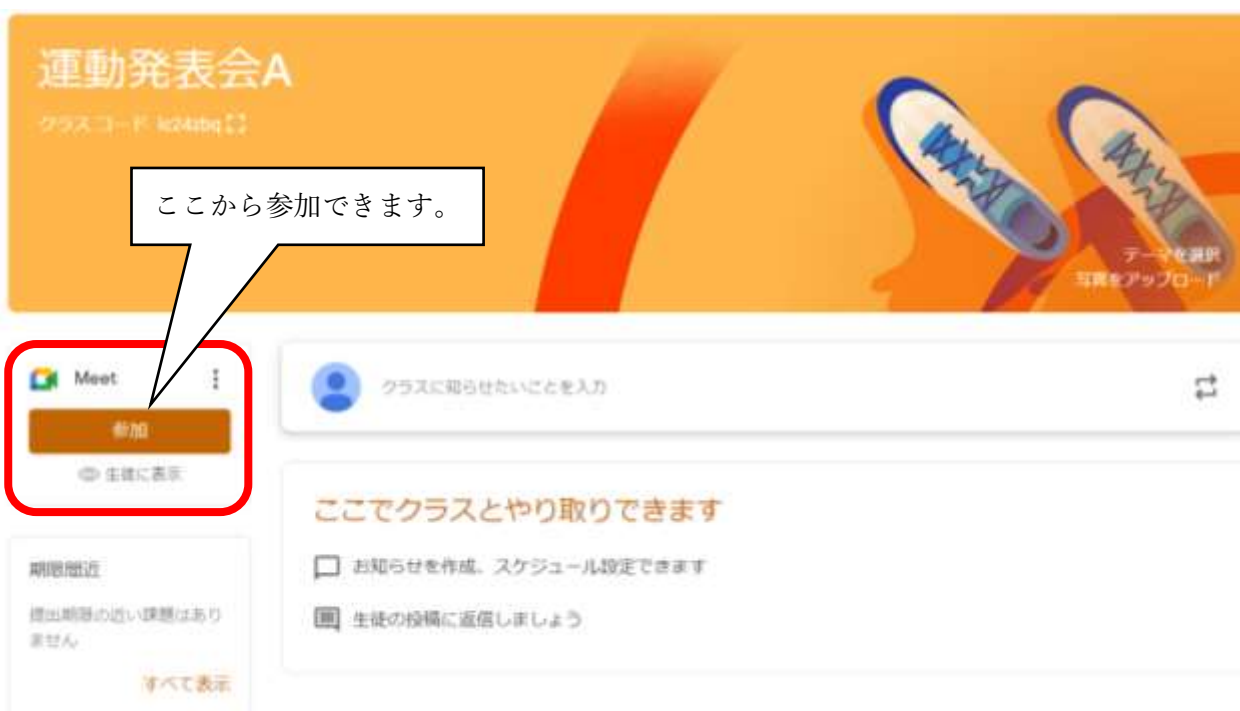 運動発表会A
クラス コード
ここから参加できます。
テーマを選択
写真をアップロード
Meet
参加
生徒に表示
クラスに知らせたいことを入力
ここでクラスとやり取りできます
お知らせを作成、スケジュール設定できます
生徒の投稿に返信しましょう
期限間近
提出期限の近い課題はあり
ません
すべて表示